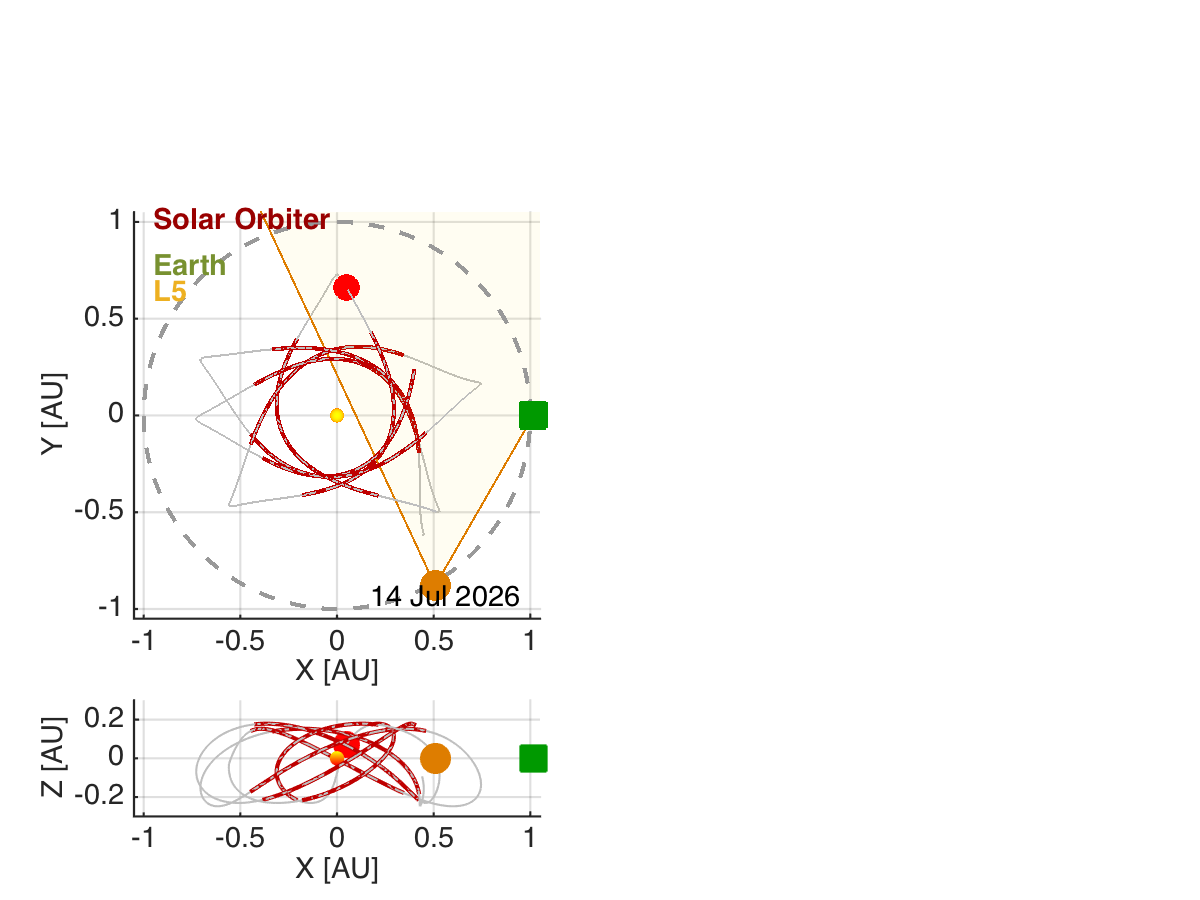 1
0.5
0
-0.5
-1
Y [AU]
Solar Orbiter
Earth
L5
14 Jul 2026
-1 -0.5 0 0.5 1
X [AU]
0.2
0
-0.2
Z [AU]
-1 -0.5 0 0.5 1
X [AU]